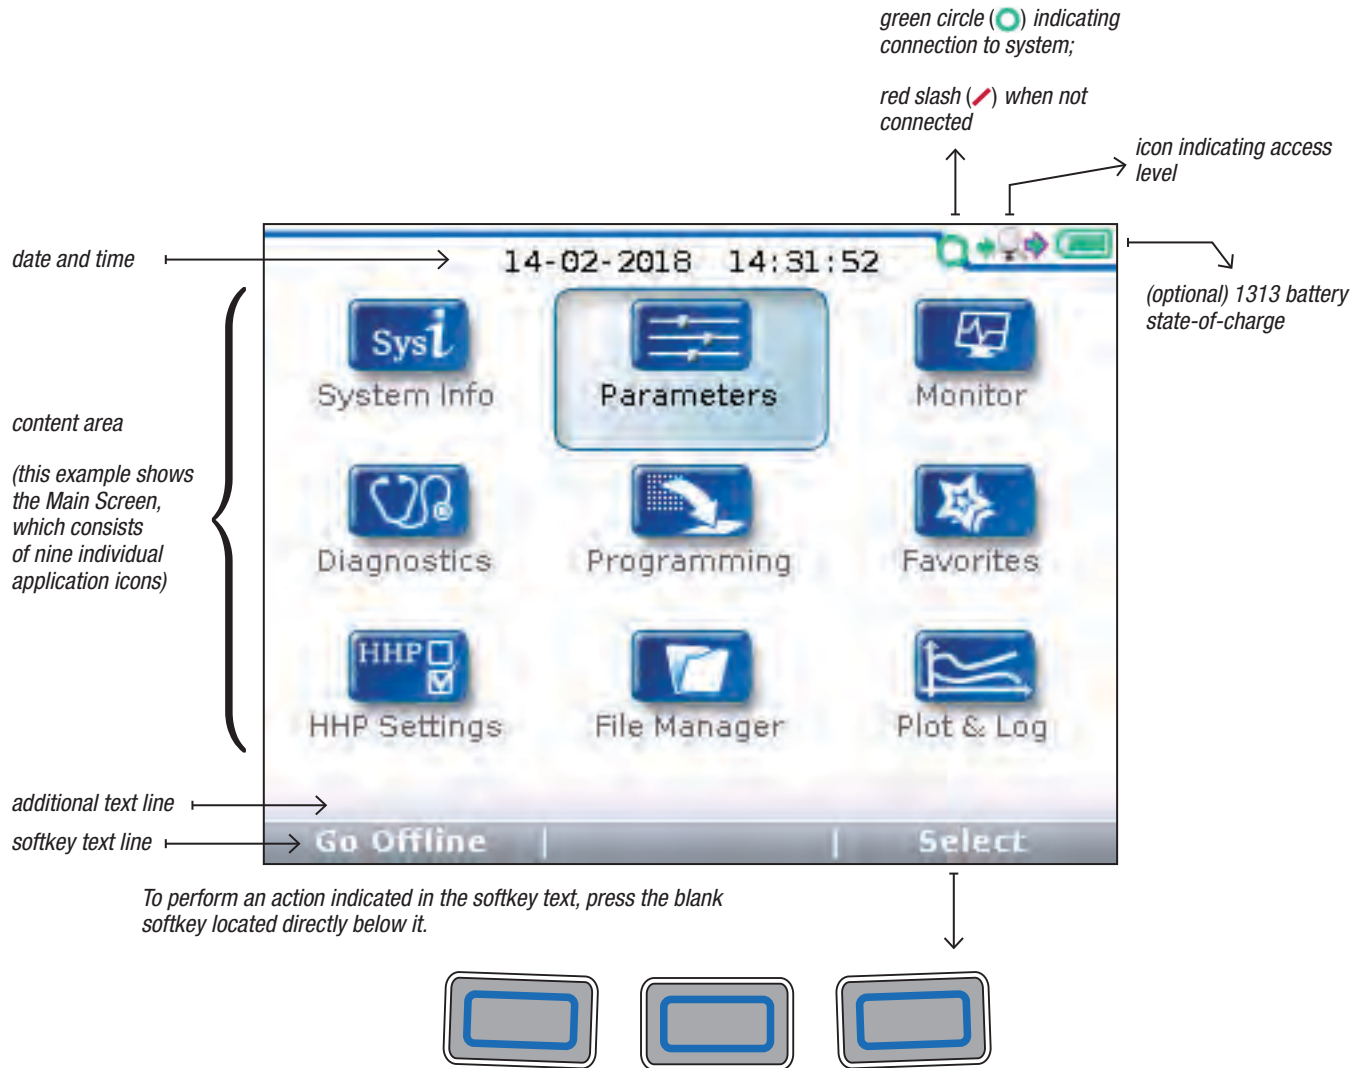 green circle ( ) indicating
connection to system;
red slash ( ) when not
connected
icon indicating access
level
date and time
14-02-2018 14:31:52
(optional) 1313 battery
state-of-charge
Sysi
System Info
Parameters
Monitor
content area
(this example shows
the Main Screen,
which consists
of nine individual
application icons)
Diagnostics
Programming
Favorites
HHP
HHP Settings
File Manager
Plot & Log
additional text line
softkey text line
Go Offline | | Select
To perform an action indicated in the softkey text, press the blank
softkey located directly below it.